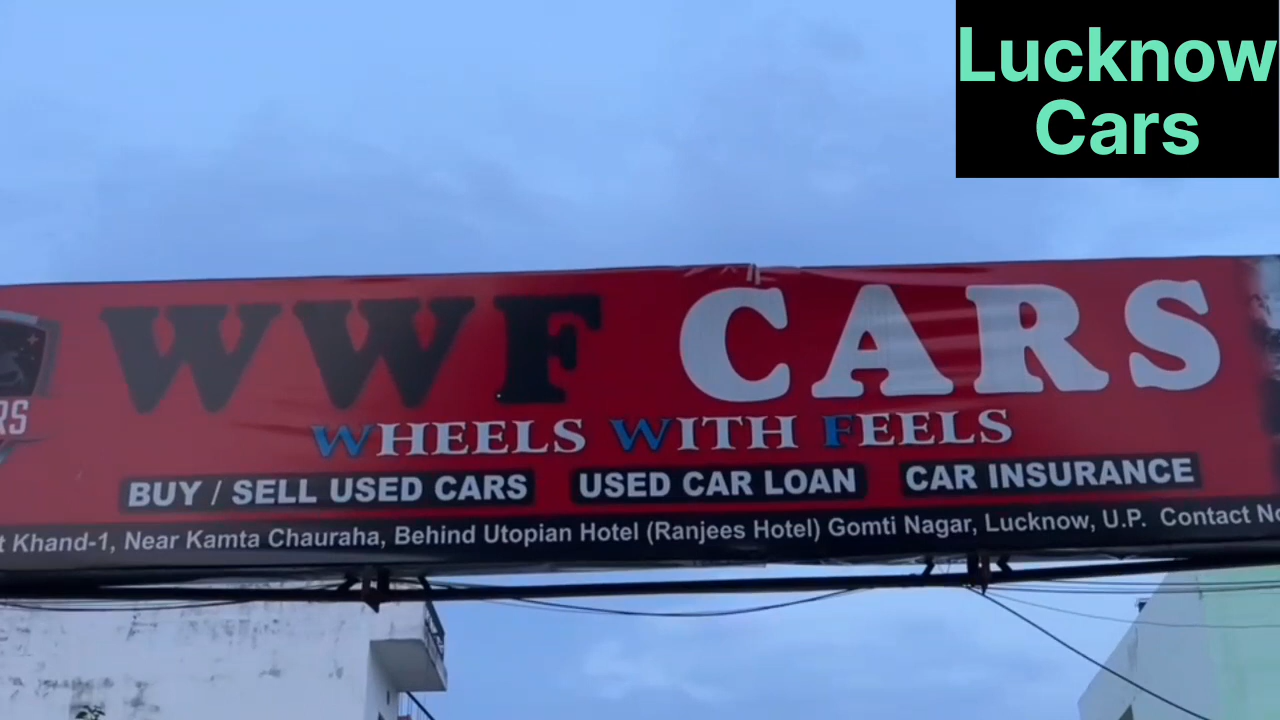 Lucknow
Cars
WWF CARS
RS
WHEELS WITH FEELS
BUY / SELL USED CARS USED CAR LOAN CAR INSURANCE
Khand-1, Near Kamta Chauraha, Behind Utopian Hotel (Ranjees Hotel) Gomti Nagar, Lucknow, U.P. Contact